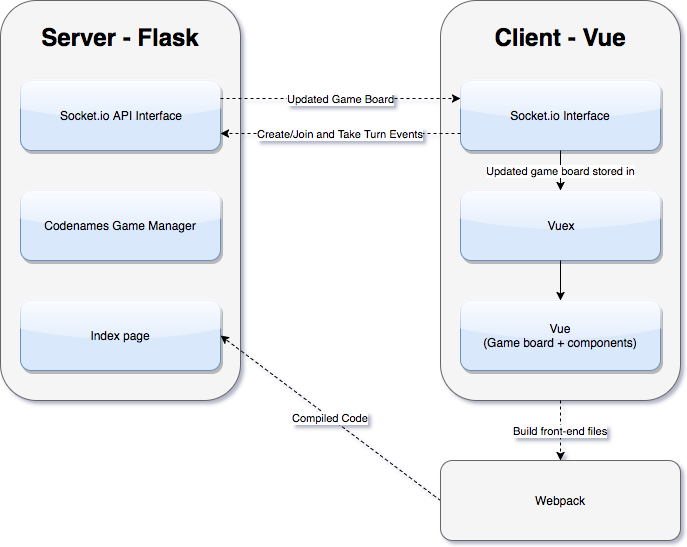 Server - Flask
Client - Vue
Socket.io API Interface
Updated Game Board
Create/Join and Take Turn Events
Socket.io Interface
Updated game board stored in
Codenames Game Manager
Vuex
Index page
Vue
(Game board + components)
Compiled Code
Build front-end files
Webpack